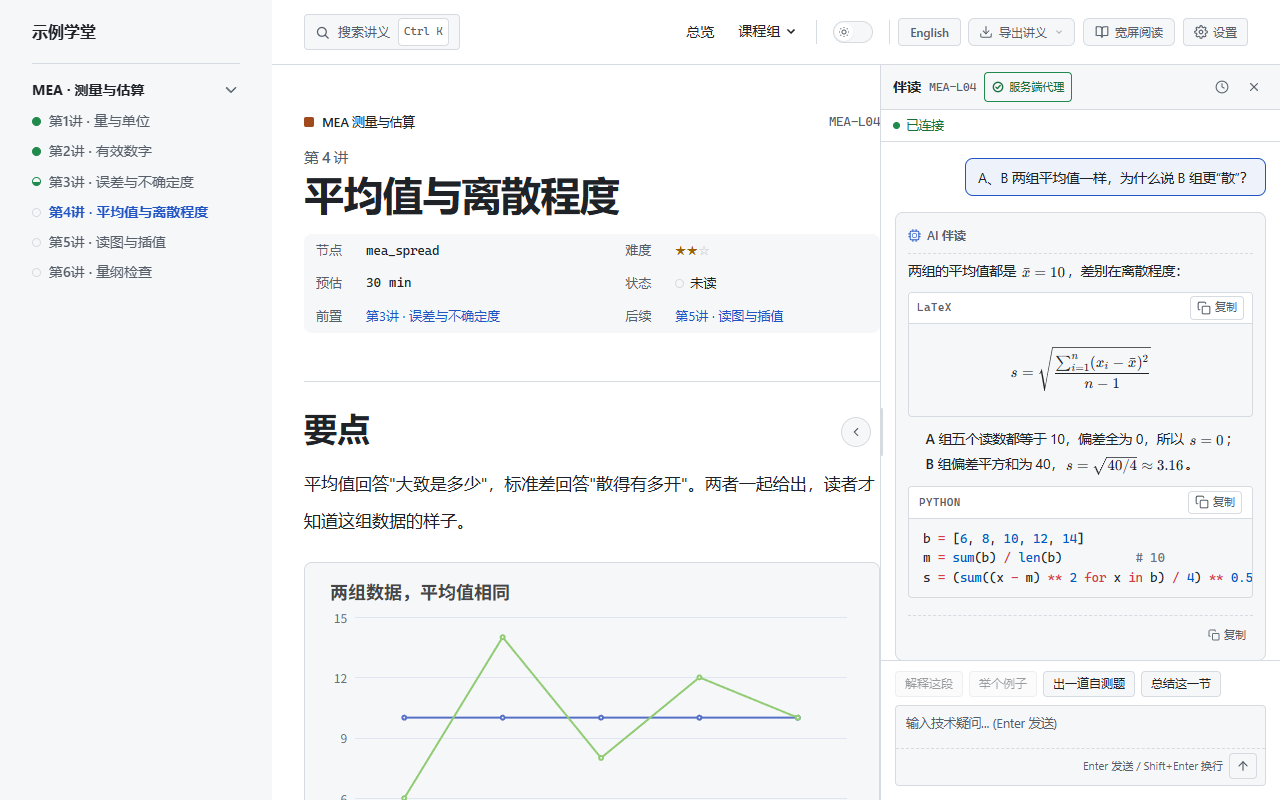 示例学堂
MEA · 测量与估算
第1讲 · 量与单位
第2讲 · 有效数字
第3讲 · 误差与不确定度
第4讲 · 平均值与离散程度
第5讲 · 读图与插值
第6讲 · 量纲检查
搜索讲义 Ctrl K
总览 课程组
English 导出讲义 宽屏阅读 设置
MEA 测量与估算 MEA-L04
第 4 讲
平均值与离散程度
节点 mea_spread 难度 ★★☆
预估 30 min 状态 未读
前置 第3讲 · 误差与不确定度 后续 第5讲 · 读图与插值
要点
平均值回答"大致是多少"，标准差回答"散得有多开"。两者一起给出，读者才
知道这组数据的样子。
两组数据，平均值相同
15
12
9
6
伴读 MEA-L04 服务端代理
已连接
A、B 两组平均值一样，为什么说 B 组更"散"？
AI 伴读
两组的平均值都是 x̄ = 10，差别在离散程度：
LaTeX 复制
s = √(∑ⁿᵢ₌₁(xᵢ − x̄)² / (n − 1))
A 组五个读数都等于 10，偏差全为 0，所以 s = 0；
B 组偏差平方和为 40，s = √40/4 ≈ 3.16。
PYTHON 复制
b = [6, 8, 10, 12, 14]
m = sum(b) / len(b) # 10
s = (sum((x - m) ** 2 for x in b) / 4) ** 0.5
复制
解释这段 举个例子 出一道自测题 总结这一节
输入技术疑问... (Enter 发送)
Enter 发送 / Shift+Enter 换行